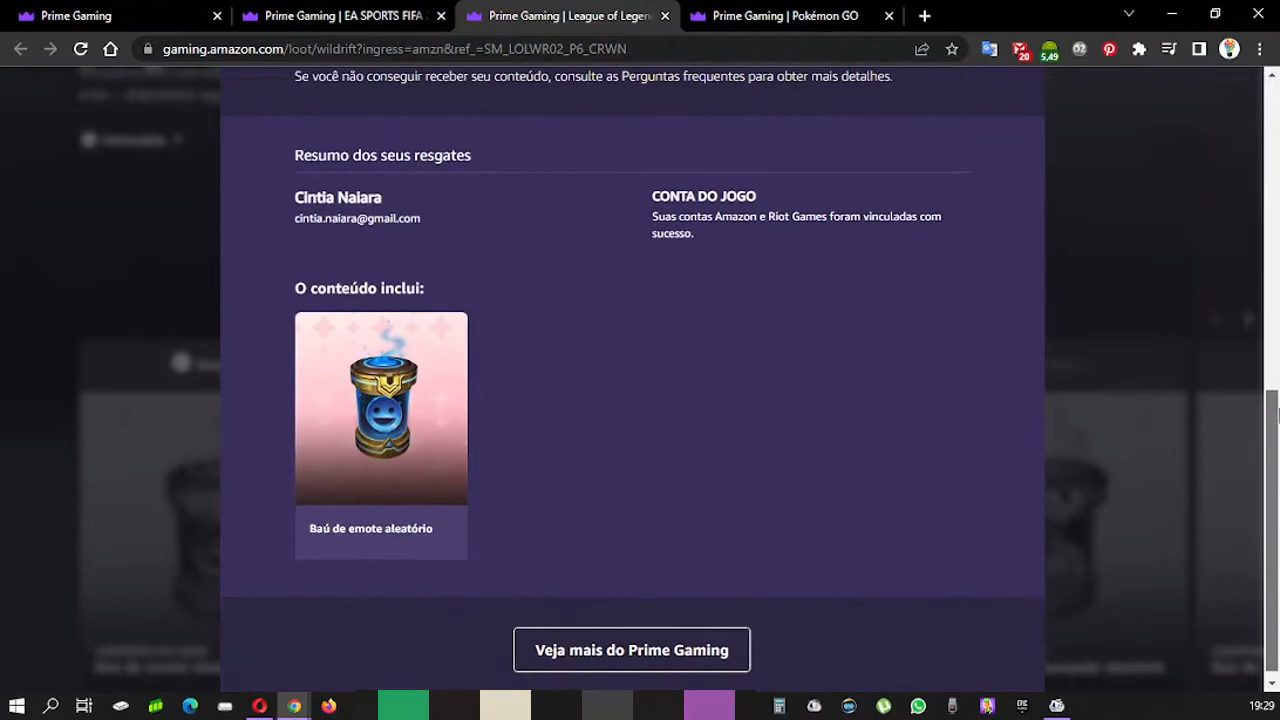 Prime Gaming
Prime Gaming | EA SPORTS FIFA
Prime Gaming | League of Legen
Prime Gaming | Pokémon GO
gaming.amazon.com/loot/wildrift?ingress=amzn&ref_=SM_LOLWR02_P6_CRWN
20
5,49
Se você não conseguir receber seu conteúdo, consulte as Perguntas frequentes para obter mais detalhes.
Resumo dos seus resgates
Cintia Naiara
cintia.naiara@gmail.com
CONTA DO JOGO
Suas contas Amazon e Riot Games foram vinculadas com
sucesso.
O conteúdo inclui:
Baú de emote aleatório
Veja mais do Prime Gaming
19:29